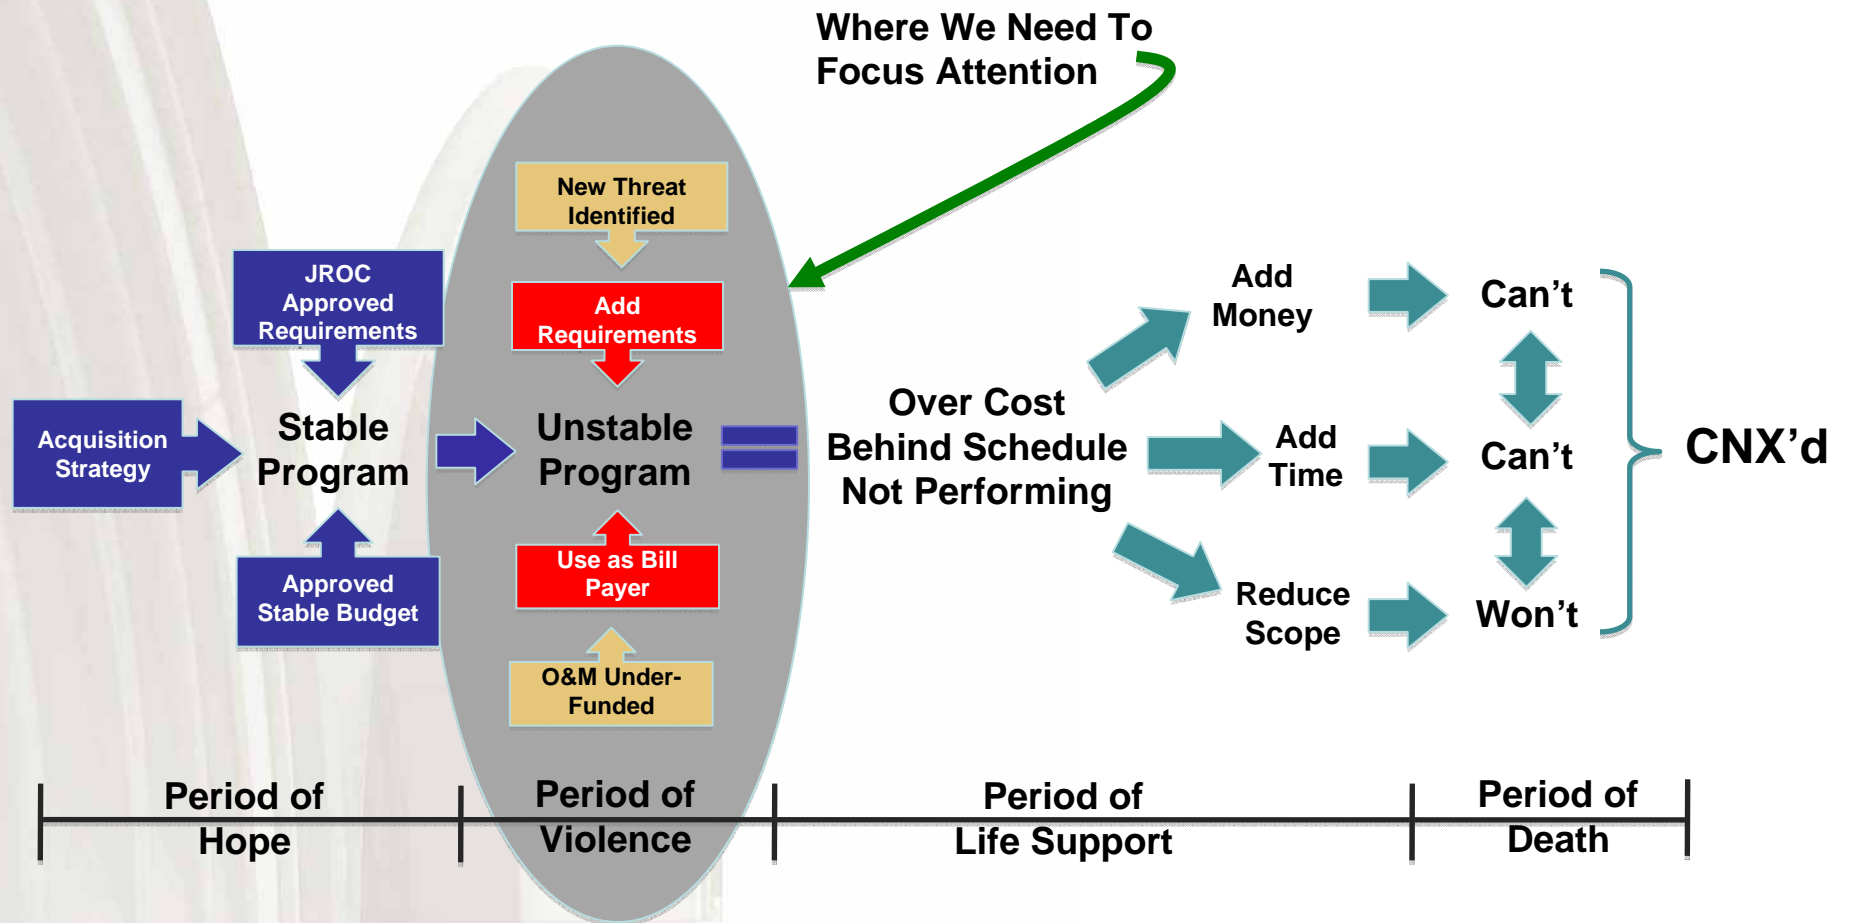 Where We Need To
Focus Attention
New Threat
Identified
JROC
Approved
Requirements
Add
Requirements
Acquisition
Strategy
Stable
Program
Unstable
Program
Use as Bill
Payer
Approved
Stable Budget
O&M Under-
Funded
Over Cost
Behind Schedule
Not Performing
Add
Money
Can't
Add
Time
Can't
Reduce
Scope
Won't
CNX'd
Period of
Hope
Period of
Violence
Period of
Life Support
Period of
Death